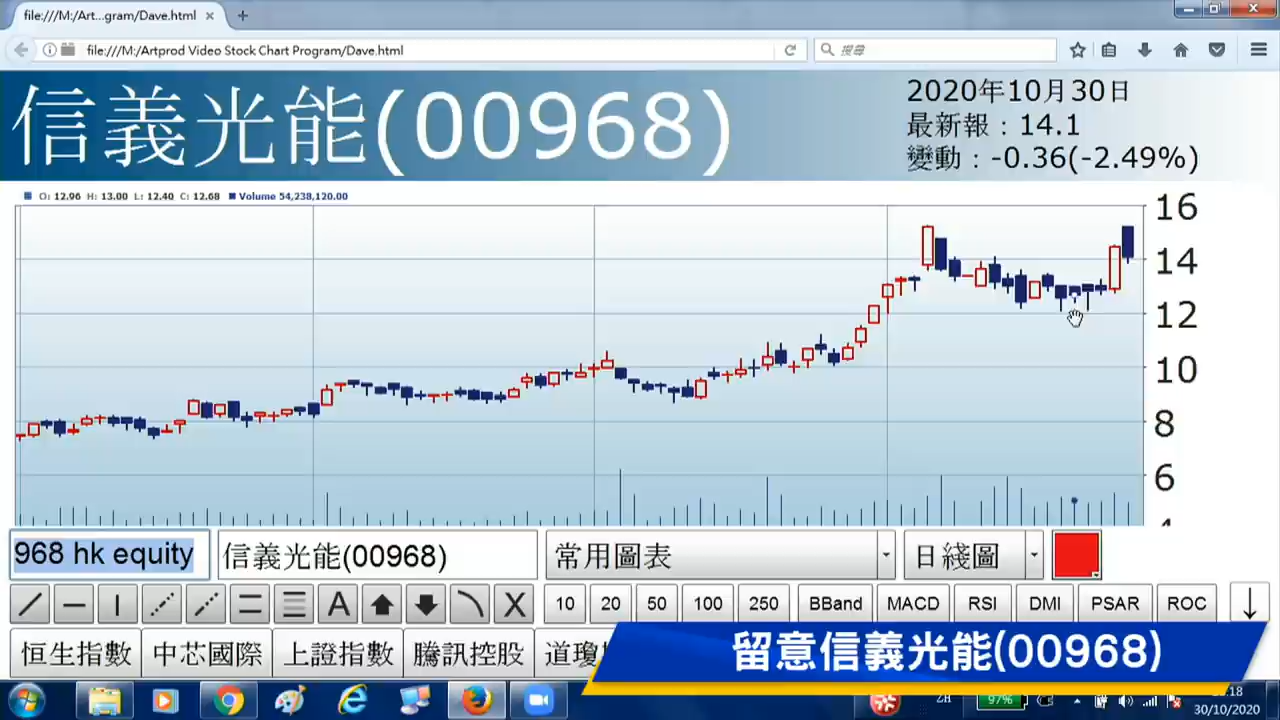 file:///M:/Art...gram/Dave.html
file:///M:/Artprod Video Stock Chart Program/Dave.html
搜尋
信義光能(00968)
2020年10月30日
最新報：14.1
變動：-0.36(-2.49%)
O: 12.96 H: 13.00 L: 12.40 C: 12.68 Volume 54,238,120.00
16
14
12
10
8
6
968 hk equity
信義光能(00968)
常用圖表
日綫圖
A
X
10
20
50
100
250
BBand
MACD
RSI
DMI
PSAR
ROC
恒生指數
中芯國際
上證指數
騰訊控股
道瓊
留意信義光能(00968)
ZH
97%
:18
30/10/2020